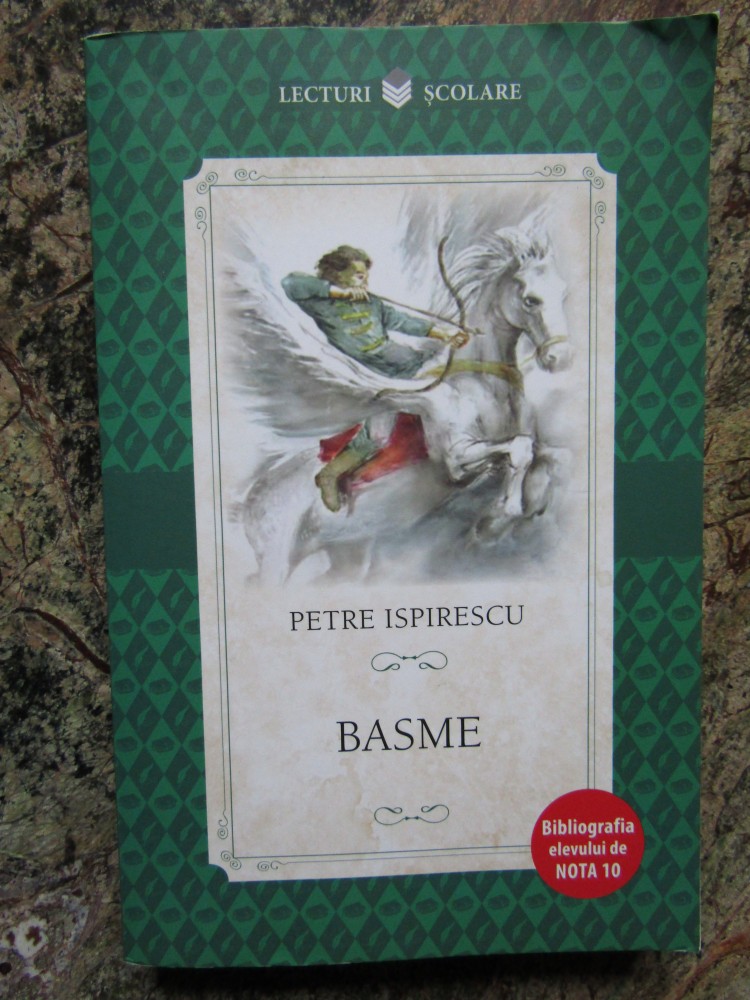 LECTURI ȘCOLARE
PETRE ISPIRESCU
BASME
Bibliografia
elevului de
NOTA 10